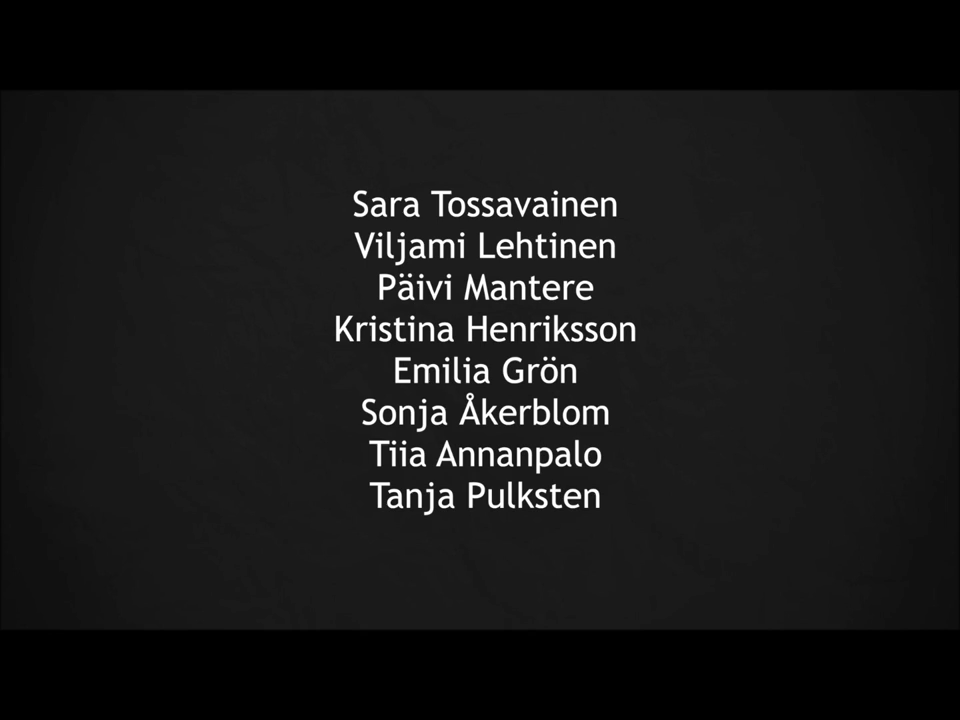 Sara Tossavainen
Viljami Lehtinen
Päivi Mantere
Kristina Henriksson
Emilia Grön
Sonja Åkerblom
Tiia Annanpalo
Tanja Pulksten